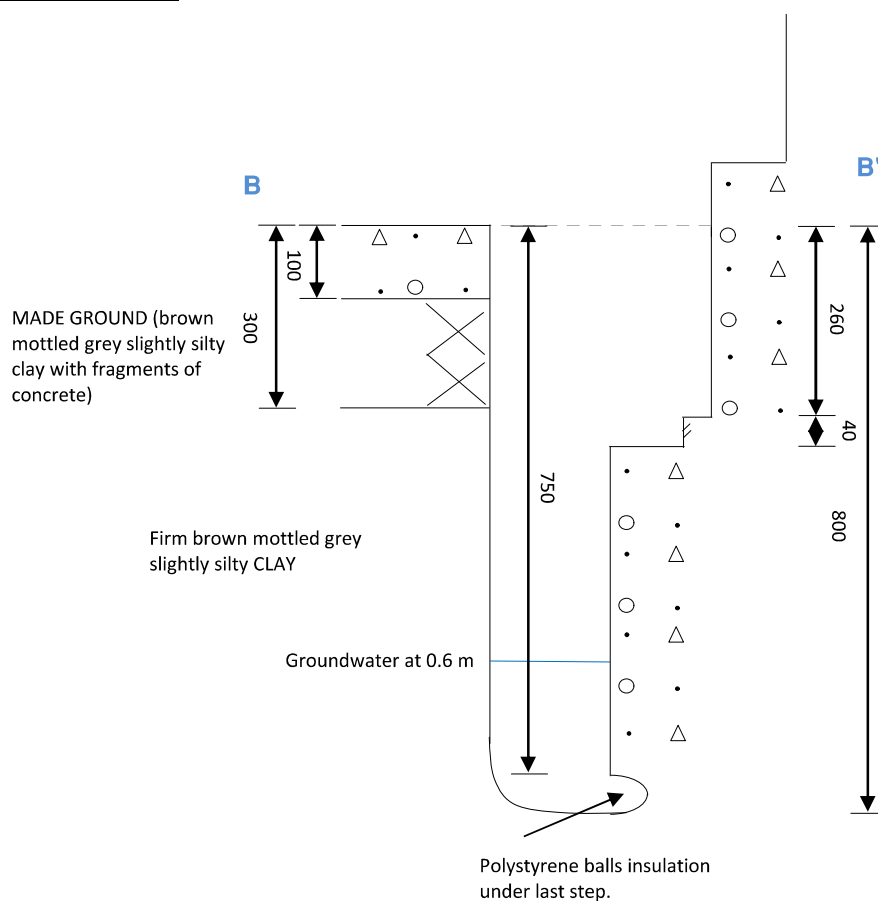 B
B'
100
300
260
40
MADE GROUND (brown
mottled grey slightly silty
clay with fragments of
concrete)
750
800
Firm brown mottled grey
slightly silty CLAY
Groundwater at 0.6 m
Polystyrene balls insulation
under last step.